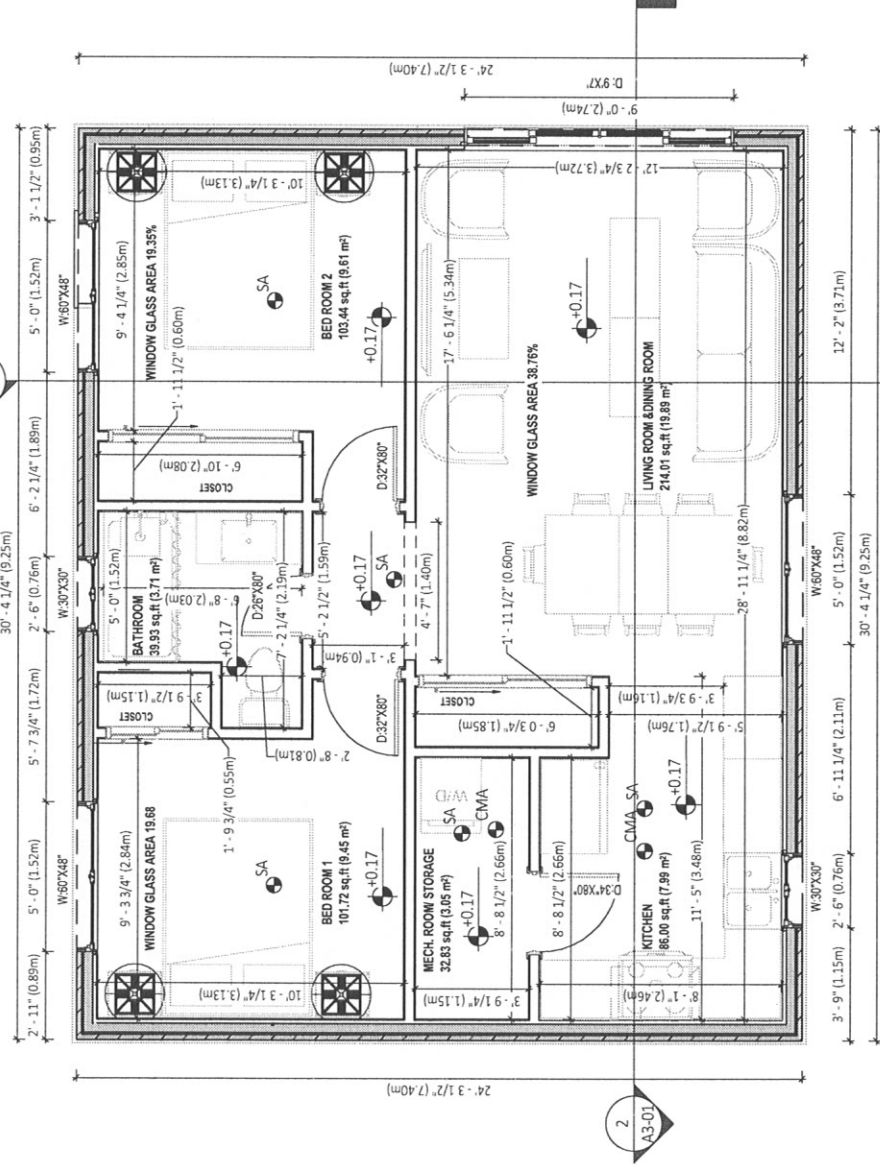 30' - 4 1/4" (9.25m)
2' - 11" (0.89m)
5' - 0" (1.52m)
5' - 7 3/4" (1.72m)
2' - 6" (0.76m)
6' - 2 1/4" (1.89m)
5' - 0" (1.52m)
3' - 1 1/2" (0.95m)
W:60"X48"
W:30"X30"
W:60"X48"
24' - 3 1/2" (7.40m)
24' - 3 1/2" (7.40m)
D: 9'X7'
9' - 0" (2.74m)
9' - 3 3/4" (2.84m)
WINDOW GLASS AREA 19.68
1' - 9 3/4" (0.55m)
SA
10' - 3 1/4" (3.13m)
BED ROOM 1
101.72 sq.ft (9.45 m²)
+0.17
CLOSET
3' - 9 1/2" (1.15m)
2' - 8" (0.81m)
D:32"X80"
5' - 0" (1.52m)
BATHROOM
39.93 sq.ft (3.71 m²)
6' - 8" (2.03m)
+0.17
D:26"X80"
7' - 2 1/4" (2.19m)
5' - 2 1/2" (1.59m)
3' - 1" (0.94m)
+0.17
SA
4' - 7" (1.40m)
CLOSET
6' - 10" (2.08m)
1' - 11 1/2" (0.60m)
D:32"X80"
9' - 4 1/4" (2.85m)
WINDOW GLASS AREA 19.35%
SA
10' - 3 1/4" (3.13m)
BED ROOM 2
103.44 sq.ft (9.61 m²)
+0.17
MECH. ROOM/ STORAGE
32.83 sq.ft (3.05 m²)
W/D
SA
CMA
+0.17
8' - 8 1/2" (2.66m)
3' - 9 1/4" (1.15m)
CLOSET
6' - 0 3/4" (1.85m)
1' - 11 1/2" (0.60m)
17' - 6 1/4" (5.34m)
12' - 2 3/4" (3.72m)
WINDOW GLASS AREA 38.76%
+0.17
LIVING ROOM &DINING ROOM
214.01 sq.ft (19.89 m²)
28' - 11 1/4" (8.82m)
8' - 8 1/2" (2.66m)
D:34"X80"
KITCHEN
86.00 sq.ft (7.99 m²)
CMA
SA
+0.17
11' - 5" (3.48m)
8' - 1" (2.46m)
3' - 9 3/4" (1.16m)
5' - 9 1/2" (1.76m)
W:30"X30"
W:60"X48"
3' - 9" (1.15m)
2' - 6" (0.76m)
6' - 11 1/4" (2.11m)
5' - 0" (1.52m)
12' - 2" (3.71m)
30' - 4 1/4" (9.25m)
2
A3-01